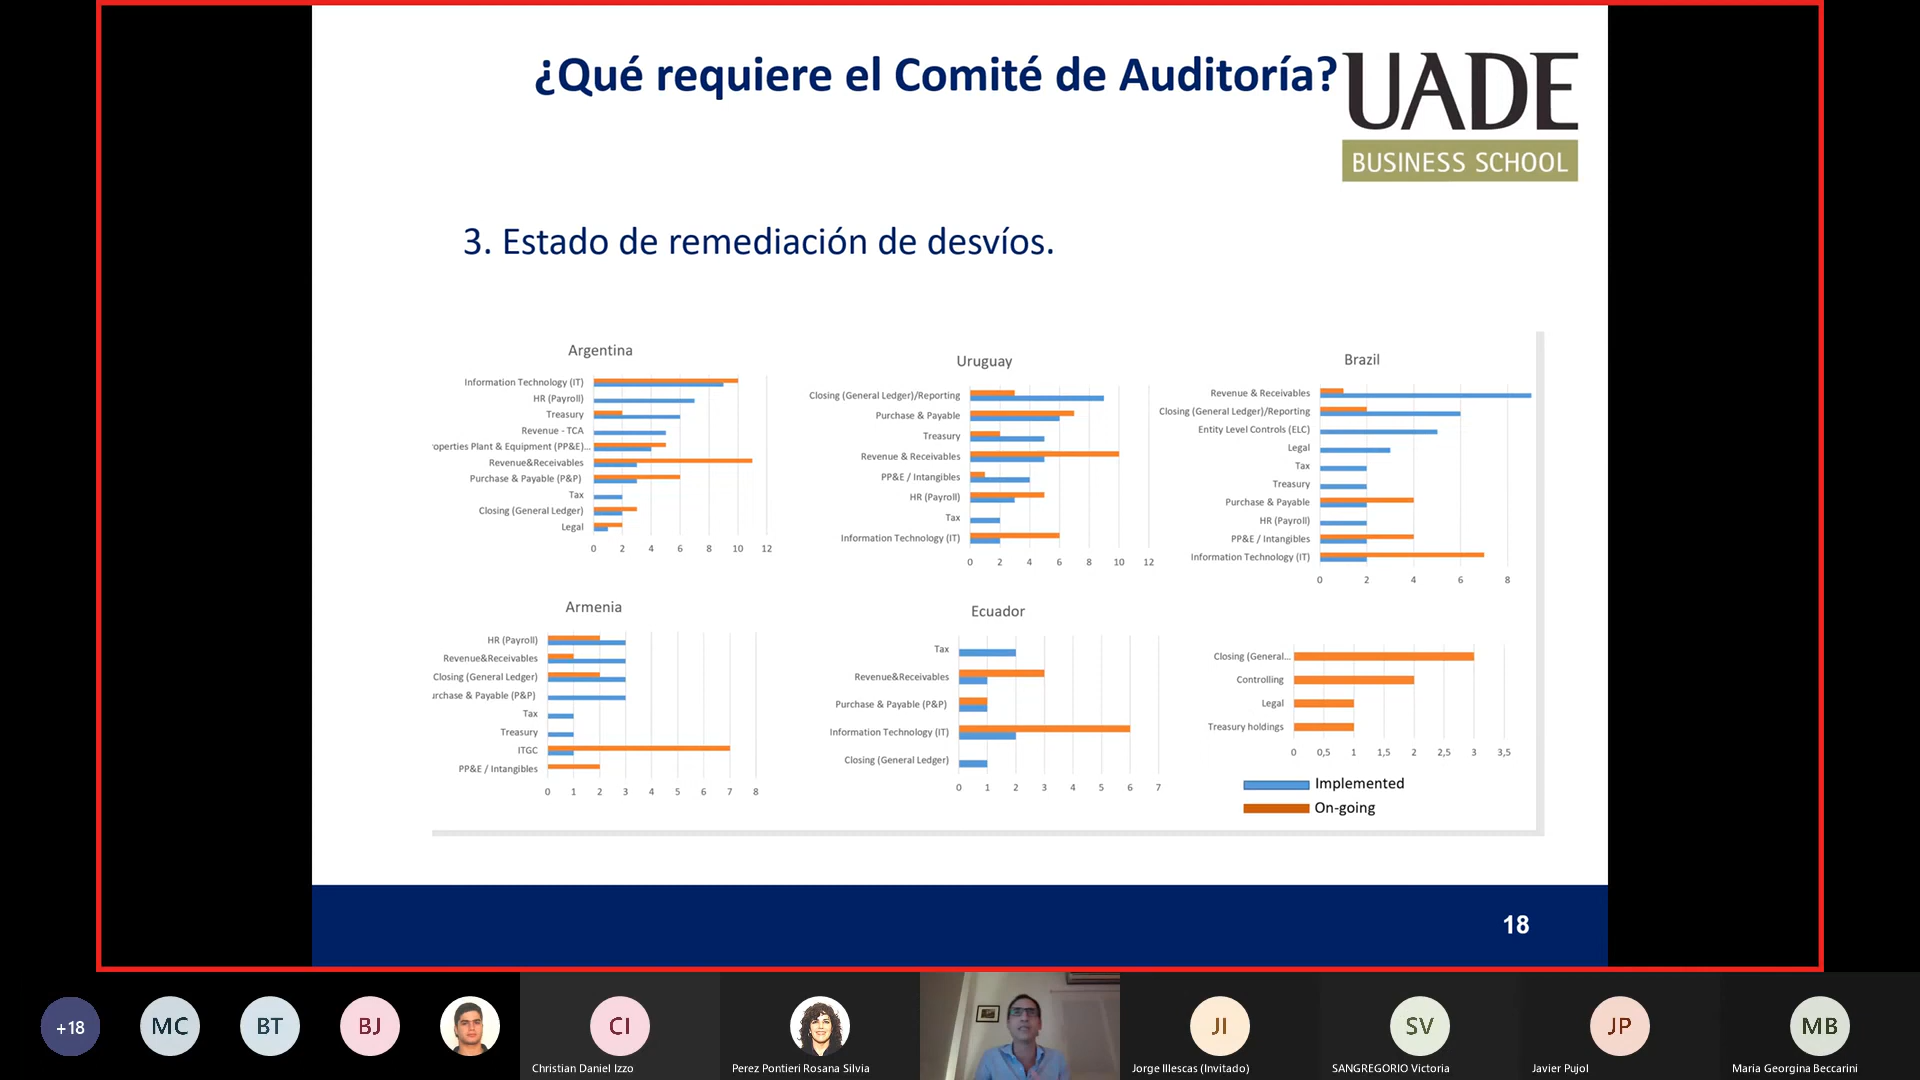 ¿Qué requiere el Comité de Auditoría?
UADE
BUSINESS SCHOOL
3. Estado de remediación de desvíos.
Argentina
Information Technology (IT)
HR (Payroll)
Treasury
Revenue - TCA
operties Plant & Equipment (PP&E)...
Revenue&Receivables
Purchase & Payable (P&P)
Tax
Closing (General Ledger)
Legal
0 2 4 6 8 10 12
Uruguay
Closing (General Ledger)/Reporting
Purchase & Payable
Treasury
Revenue & Receivables
PP&E / Intangibles
HR (Payroll)
Tax
Information Technology (IT)
0 2 4 6 8 10 12
Brazil
Revenue & Receivables
Closing (General Ledger)/Reporting
Entity Level Controls (ELC)
Legal
Tax
Treasury
Purchase & Payable
HR (Payroll)
PP&E / Intangibles
Information Technology (IT)
0 2 4 6 8
Armenia
HR (Payroll)
Revenue&Receivables
Closing (General Ledger)
urchase & Payable (P&P)
Tax
Treasury
ITGC
PP&E / Intangibles
0 1 2 3 4 5 6 7 8
Ecuador
Tax
Revenue&Receivables
Purchase & Payable (P&P)
Information Technology (IT)
Closing (General Ledger)
0 1 2 3 4 5 6 7
Closing (General...
Controlling
Legal
Treasury holdings
0 0,5 1 1,5 2 2,5 3 3,5
Implemented
On-going
18
+18
MC
BT
BJ
CI
JI
SV
JP
MB
Christian Daniel Izzo
Perez Pontieri Rosana Silvia
Jorge Illescas (Invitado)
SANGREGORIO Victoria
Javier Pujol
Maria Georgina Beccarini